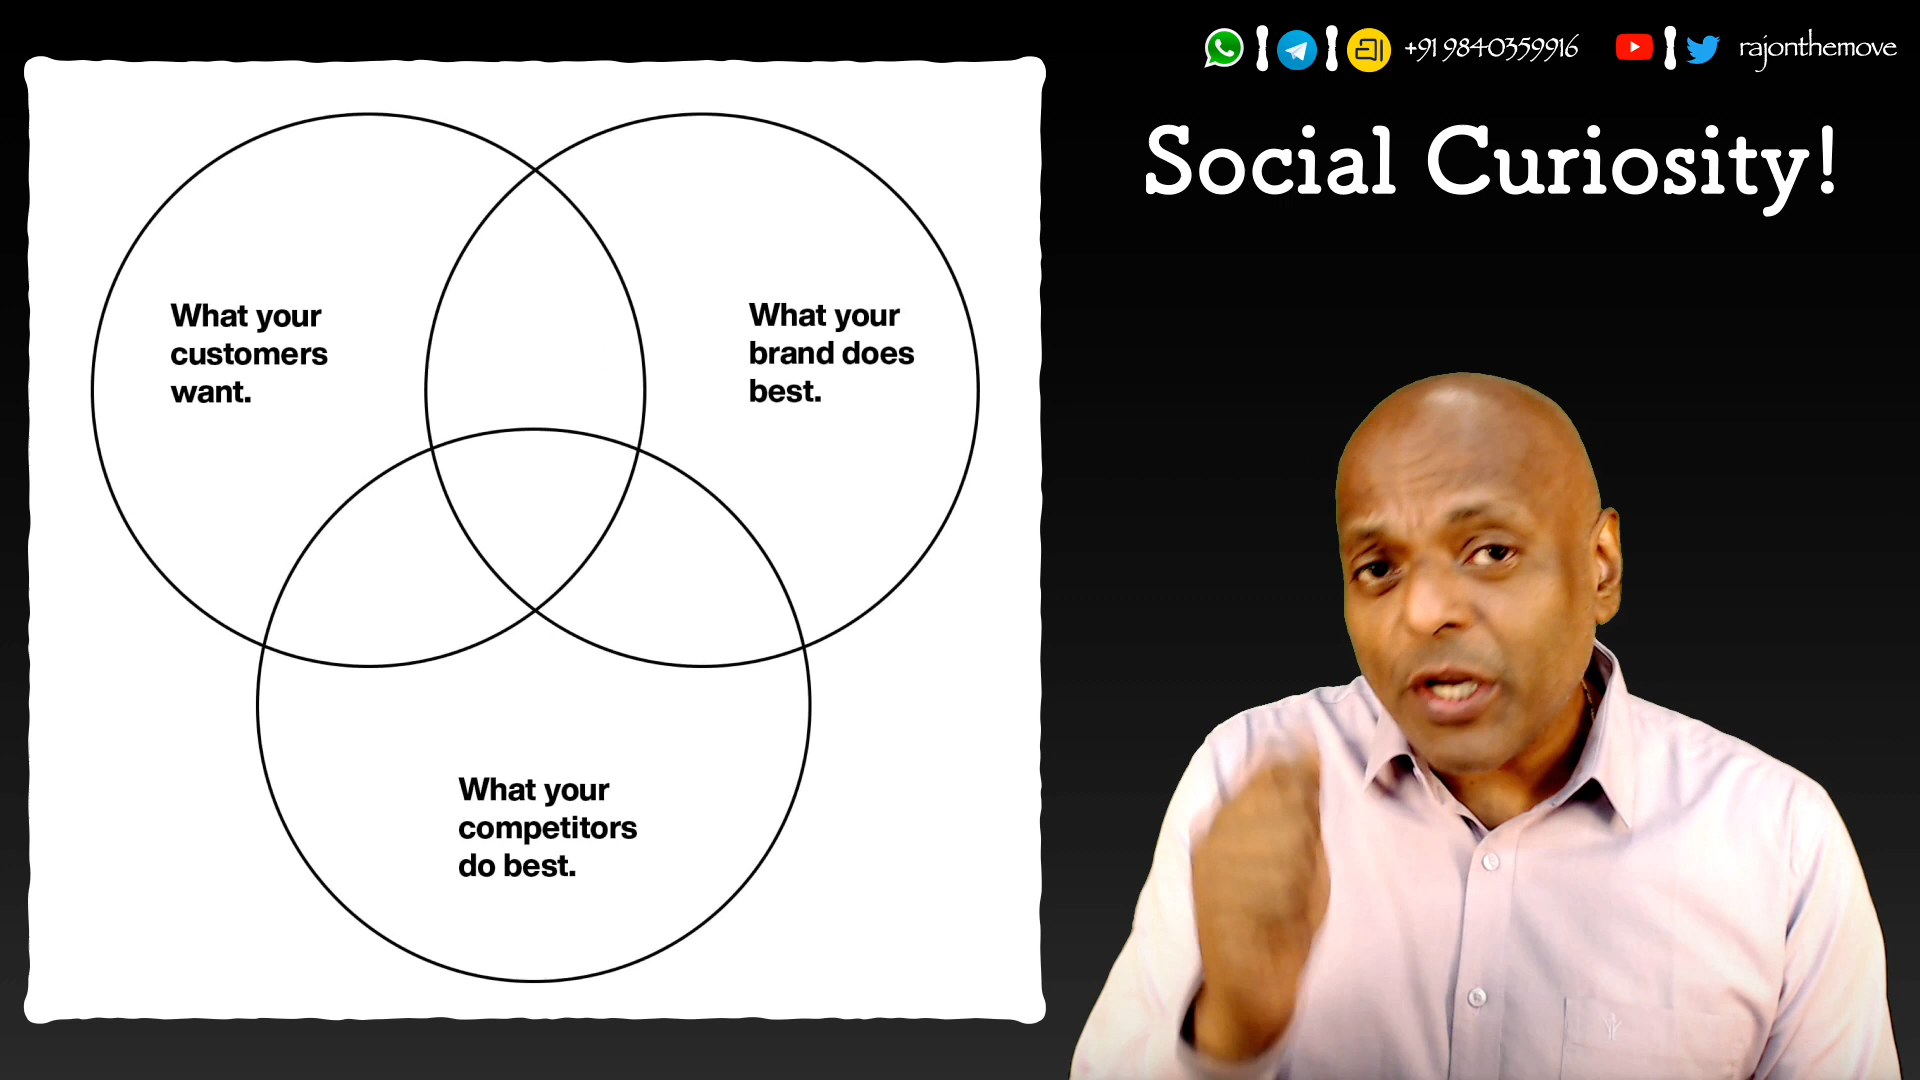 +91 9840359916 rajonthemove
Social Curiosity!
What your
customers
want.
What your
brand does
best.
What your
competitors
do best.